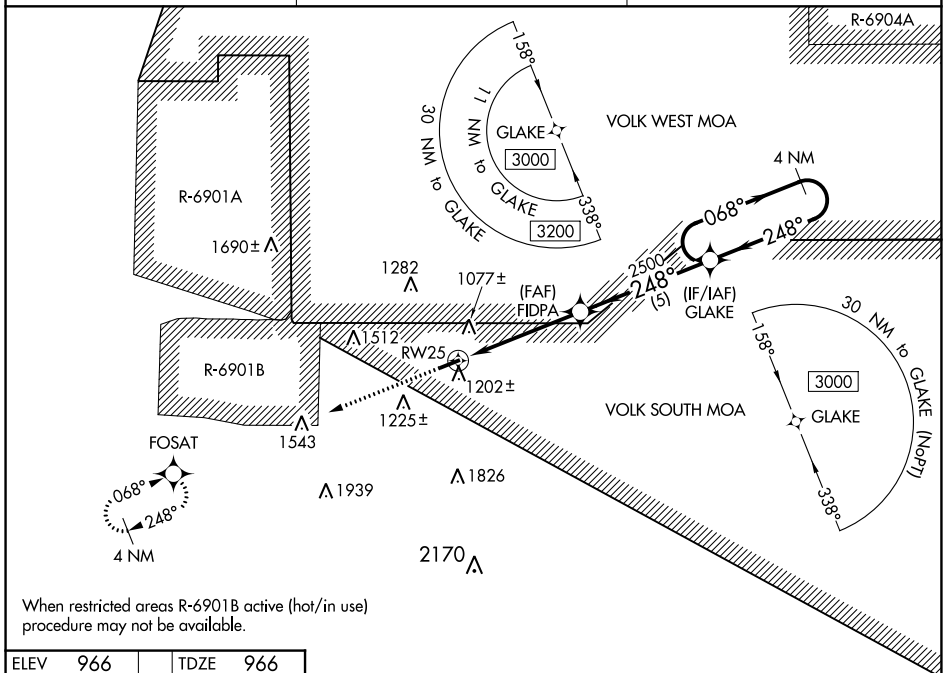 R-6904A
158°
11 NM to GLAKE
30 NM to GLAKE
GLAKE
3000
3200
338°
VOLK WEST MOA
4 NM
068°
248°
R-6901A
1690±
1282
1077±
2500
248°
(5)
(FAF)
FIDPA
(IF/IAF)
GLAKE
1512
RW25
R-6901B
1202±
1225±
1543
VOLK SOUTH MOA
158°
30 NM to GLAKE (NoPT)
3000
GLAKE
338°
FOSAT
068°
248°
4 NM
1939
1826
2170
When restricted areas R-6901B active (hot/in use)
procedure may not be available.
ELEV 966 TDZE 966